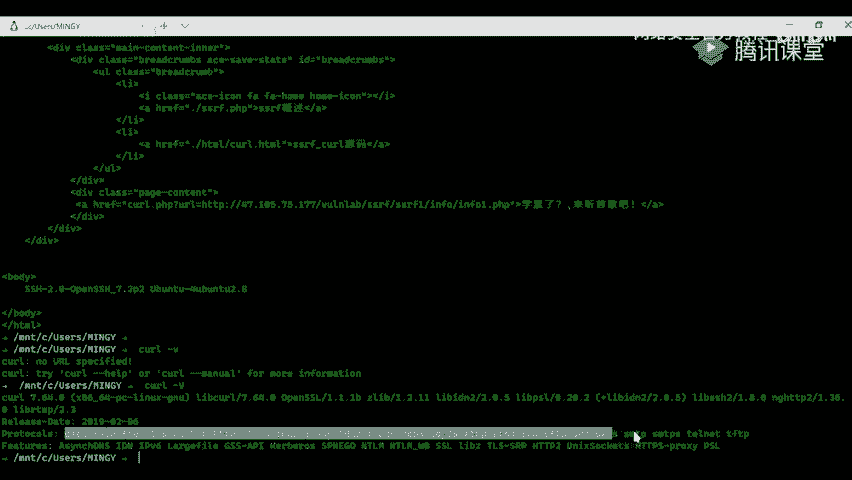 ../Users/MINGY
腾讯课堂
<div class="main-content-inner">
<div class="breadcrumbs ace-save-state" id="breadcrumbs">
<ul class="breadcrumb">
<li>
<i class="ace-icon fa fa-home home-icon"></i>
<a href="./ssrf.php">ssrf概述</a>
</li>
<li>
<a href="./html/curl.html">ssrf_curl源码</a>
</li>
</ul>
</div>
<div class="page-content">
<a href="curl.php?url=http://47.105.75.177/vulnlab/ssrf/ssrf1/info/info1.php">学累了？,来听首歌吧！</a>
</div>
</div>
</div>
<body>
SSH-2.0-OpenSSH_7.2p2 Ubuntu-4ubuntu2.8
</body>
</html>
→ /mnt/c/Users/MINGY →
→ /mnt/c/Users/MINGY → curl -v
curl: no URL specified!
curl: try 'curl --help' or 'curl --manual' for more information
→ /mnt/c/Users/MINGY → curl -V
curl 7.64.0 (x86_64-pc-linux-gnu) libcurl/7.64.0 OpenSSL/1.1.1b zlib/1.2.11 libidn2/2.0.5 libpsl/0.20.2 (+libidn2/2.0.5) libssh2/1.8.0 nghttp2/1.36.
0 librtmp/2.3
Release-Date: 2019-02-06
Protocols: smtp smtps telnet tftp
Features: AsynchDNS IDN IPv6 Largefile GSS-API Kerberos SPNEGO NTLM NTLM_WB SSL libz TLS-SRP HTTP2 UnixSockets HTTPS-proxy PSL
→ /mnt/c/Users/MINGY →